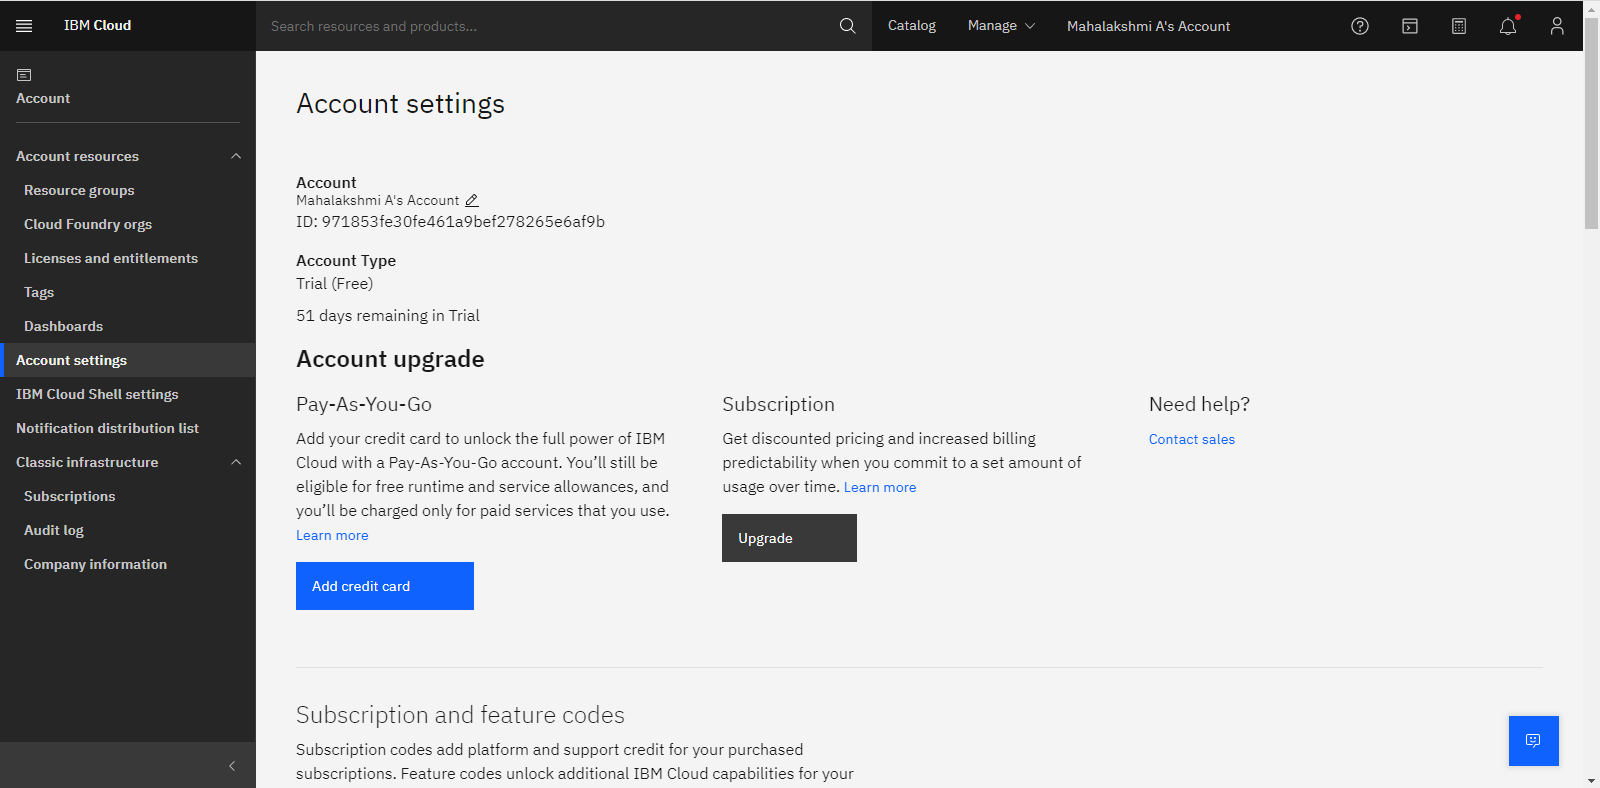 IBM Cloud
Search resources and products...
Catalog
Manage
Mahalakshmi A's Account
Account
Account resources
Resource groups
Cloud Foundry orgs
Licenses and entitlements
Tags
Dashboards
Account settings
IBM Cloud Shell settings
Notification distribution list
Classic infrastructure
Subscriptions
Audit log
Company information
Account settings
Account
Mahalakshmi A's Account
ID: 971853fe30fe461a9bef278265e6af9b
Account Type
Trial (Free)
51 days remaining in Trial
Account upgrade
Pay-As-You-Go
Add your credit card to unlock the full power of IBM
Cloud with a Pay-As-You-Go account. You’ll still be
eligible for free runtime and service allowances, and
you’ll be charged only for paid services that you use.
Learn more
Add credit card
Subscription
Get discounted pricing and increased billing
predictability when you commit to a set amount of
usage over time. Learn more
Upgrade
Need help?
Contact sales
Subscription and feature codes
Subscription codes add platform and support credit for your purchased
subscriptions. Feature codes unlock additional IBM Cloud capabilities for your